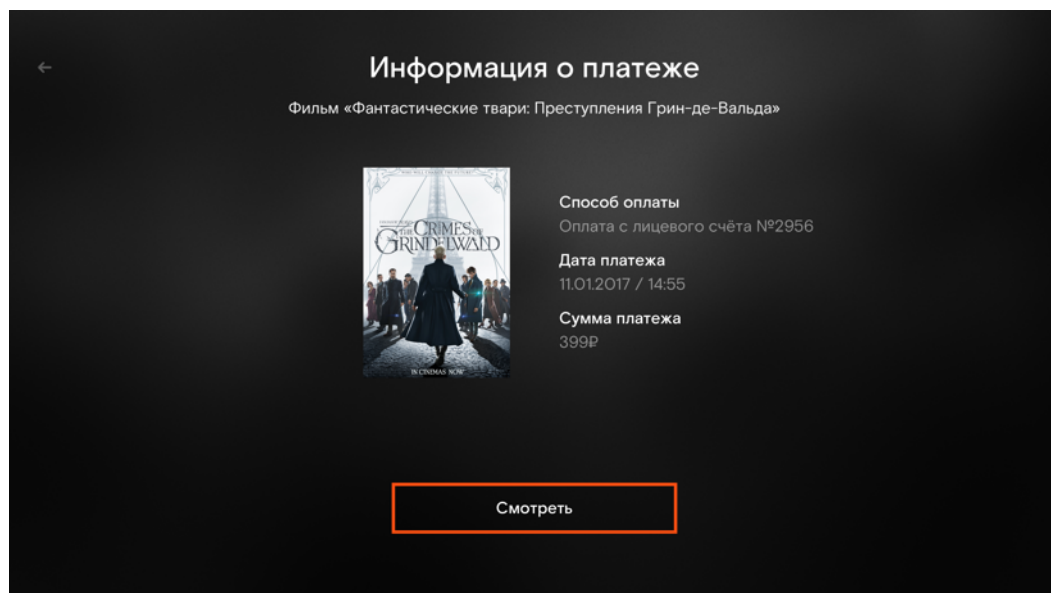 ←
Информация о платеже
Фильм «Фантастические твари: Преступления Грин-де-Вальда»
THE CRIMES OF
GRINDELWALD
IN CINEMAS NOW
Способ оплаты
Оплата с лицевого счёта №2956
Дата платежа
11.01.2017 / 14:55
Сумма платежа
399₽
Смотреть